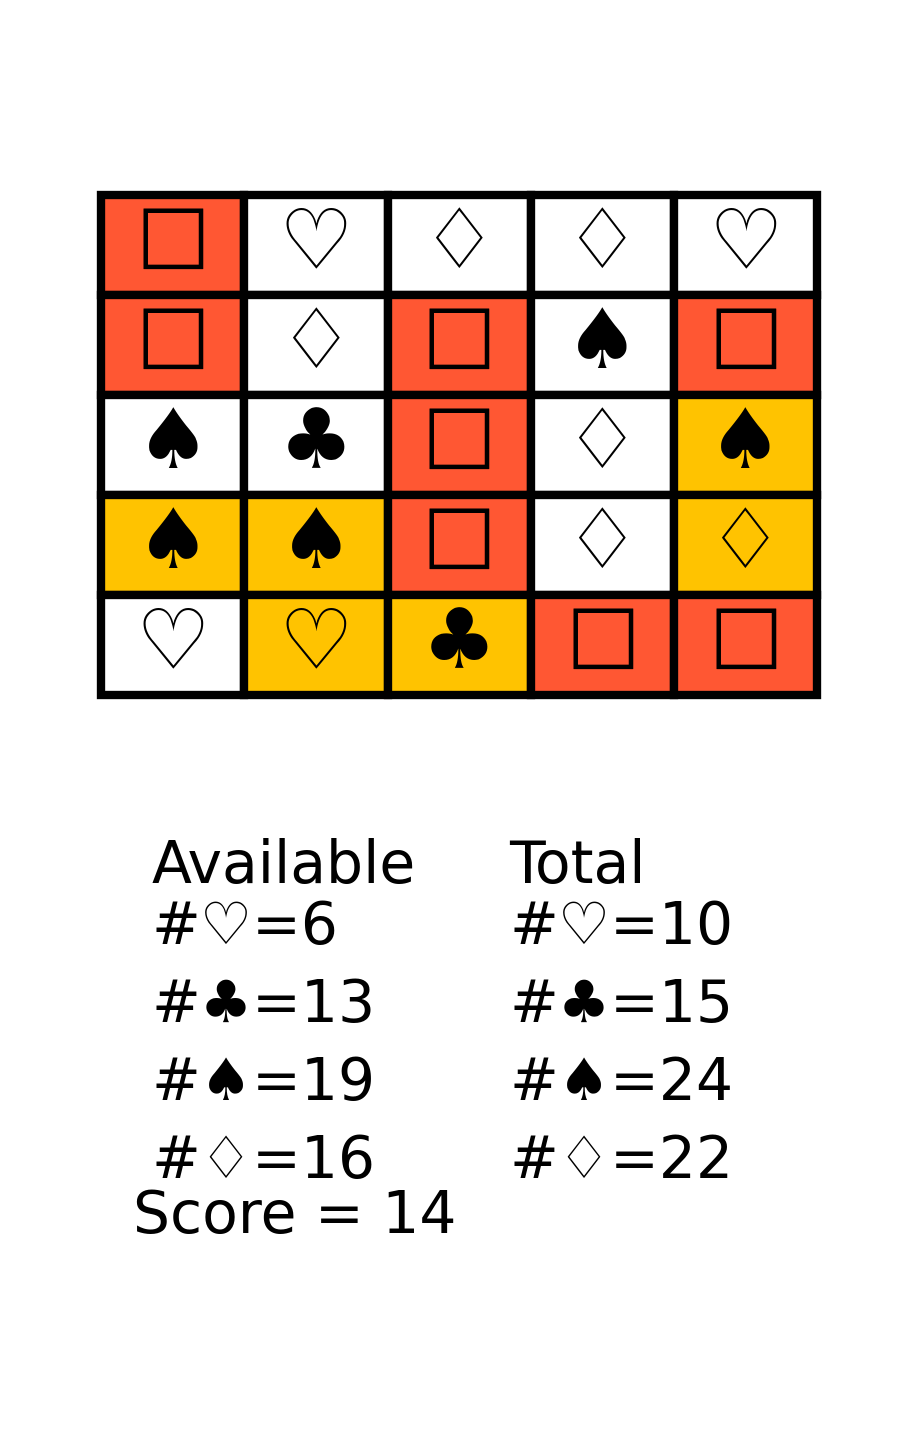 □ ♡ ♢ ♢ ♡
□ ♢ □ ♠ □
♠ ♣ □ ♢ ♠
♠ ♠ □ ♢ ♢
♡ ♡ ♣ □ □
Available Total
#♡=6 #♡=10
#♣=13 #♣=15
#♠=19 #♠=24
#♢=16 #♢=22
Score = 14